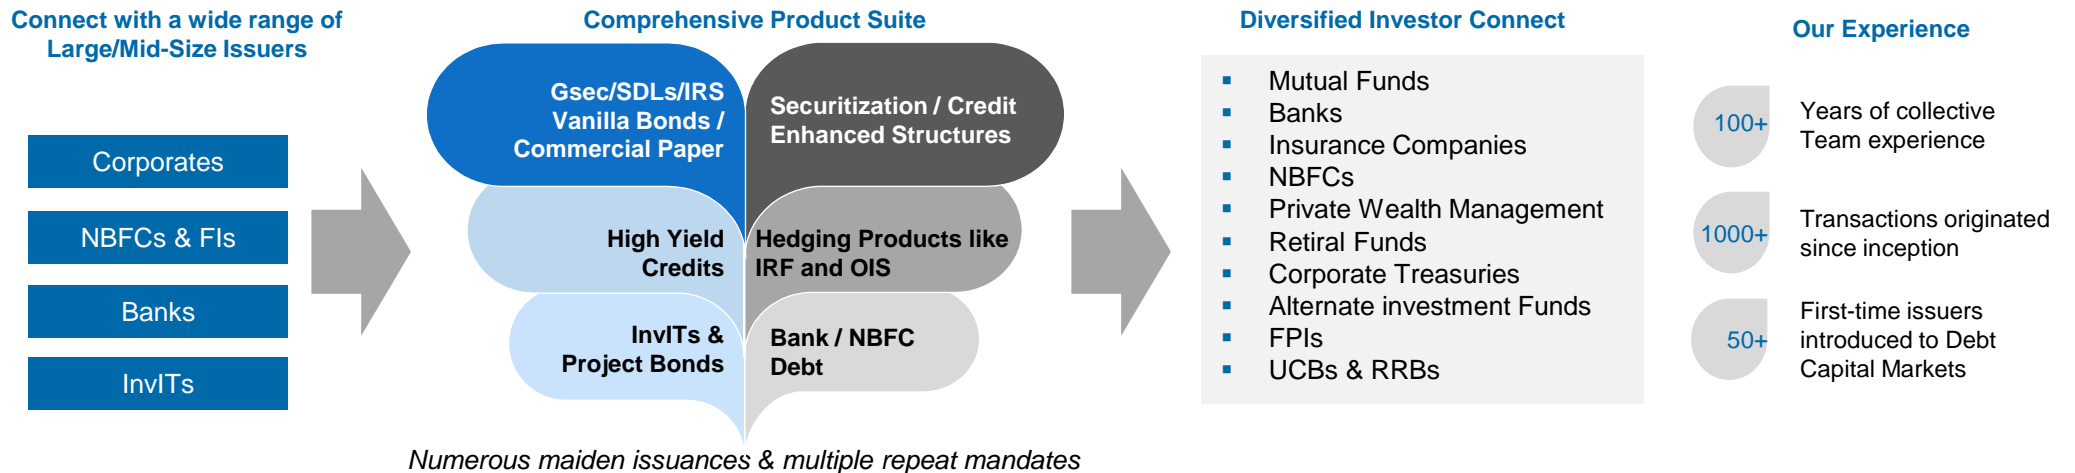 Connect with a wide range of
Large/Mid-Size Issuers
Corporates
NBFCs & FIs
Banks
InvITs
Comprehensive Product Suite
Gsec/SDLs/IRS
Vanilla Bonds /
Commercial Paper
Securitization / Credit
Enhanced Structures
High Yield
Credits
Hedging Products like
IRF and OIS
InvITs &
Project Bonds
Bank / NBFC
Debt
Numerous maiden issuances & multiple repeat mandates
Diversified Investor Connect
▪ Mutual Funds
▪ Banks
▪ Insurance Companies
▪ NBFCs
▪ Private Wealth Management
▪ Retiral Funds
▪ Corporate Treasuries
▪ Alternate investment Funds
▪ FPIs
▪ UCBs & RRBs
Our Experience
100+
Years of collective
Team experience
1000+
Transactions originated
since inception
50+
First-time issuers
introduced to Debt
Capital Markets